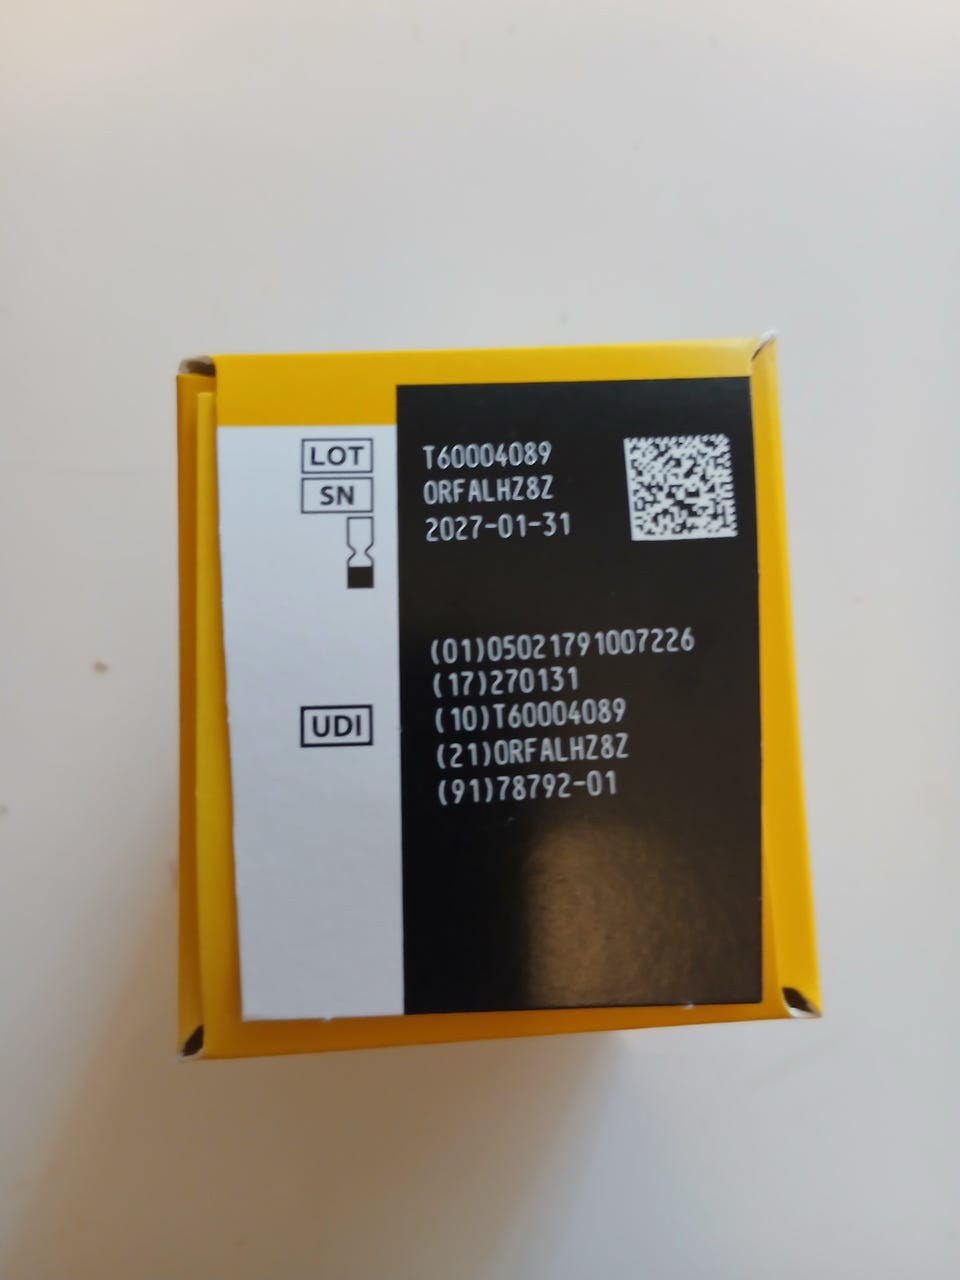 LOT T60004089
SN 0RFALHZ8Z
2027-01-31
(01)05021791007226
(17)270131
UDI (10)T60004089
(21)0RFALHZ8Z
(91)78792-01